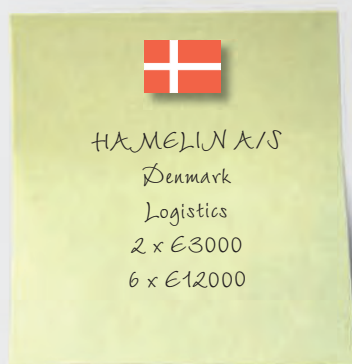 HAMELIN A/S
Denmark
Logistics
2 x €3000
6 x €12000